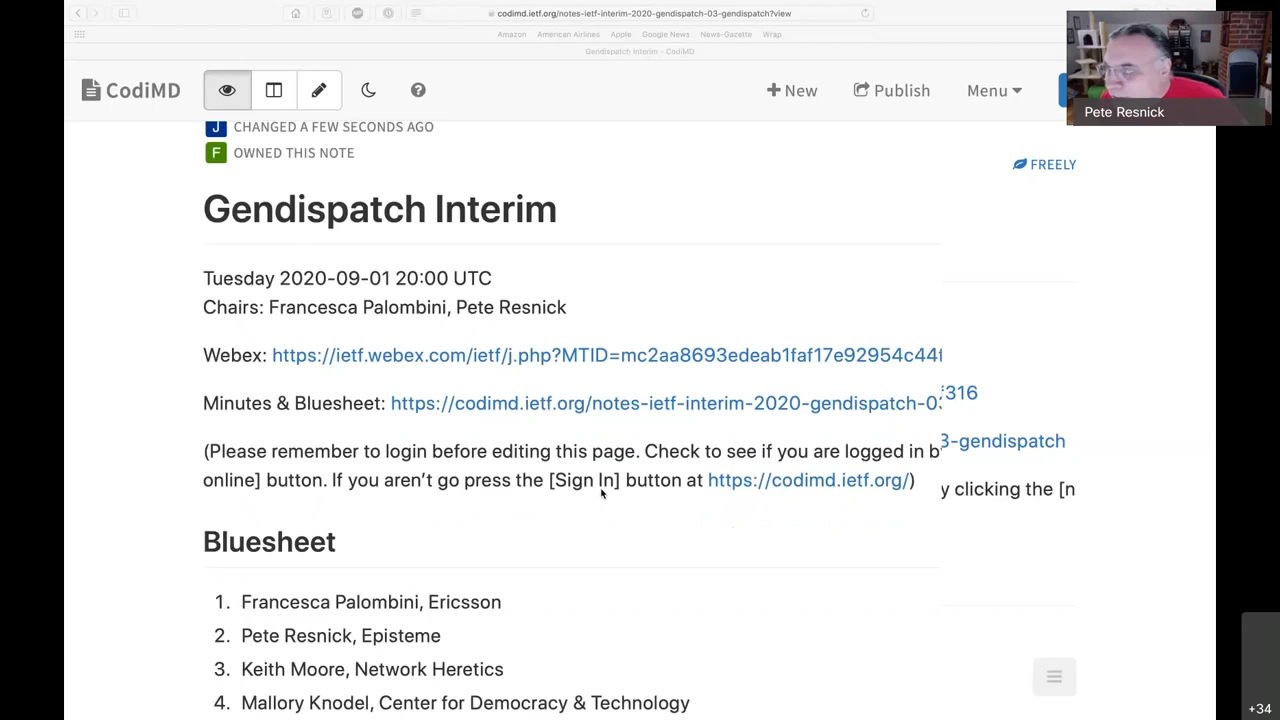 codimd.ietf.org/notes-ietf-interim-2020-gendispatch-03-gendispatch?view
Amazon American Airlines Apple Google News News-Gazette Wrap
Gendispatch Interim - CodiMD
CodiMD
New
Publish
Menu
Pete Resnick
J CHANGED A FEW SECONDS AGO
F OWNED THIS NOTE
FREELY
Gendispatch Interim
Tuesday 2020-09-01 20:00 UTC
Chairs: Francesca Palombini, Pete Resnick
Webex: https://ietf.webex.com/ietf/j.php?MTID=mc2aa8693edeab1faf17e92954c44f
f316
Minutes & Bluesheet: https://codimd.ietf.org/notes-ietf-interim-2020-gendispatch-03
3-gendispatch
(Please remember to login before editing this page. Check to see if you are logged in b
y clicking the [n
online] button. If you aren’t go press the [Sign In] button at https://codimd.ietf.org/)
Bluesheet
1. Francesca Palombini, Ericsson
2. Pete Resnick, Episteme
3. Keith Moore, Network Heretics
4. Mallory Knodel, Center for Democracy & Technology
+34